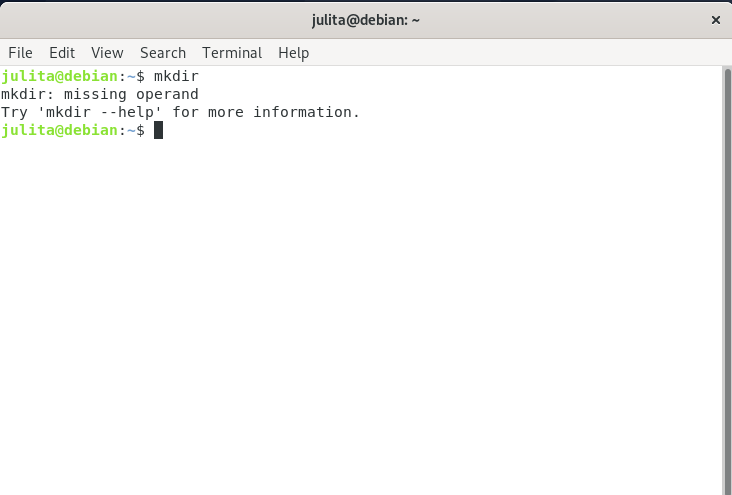 julita@debian: ~
File Edit View Search Terminal Help
julita@debian:~$ mkdir
mkdir: missing operand
Try 'mkdir --help' for more information.
julita@debian:~$